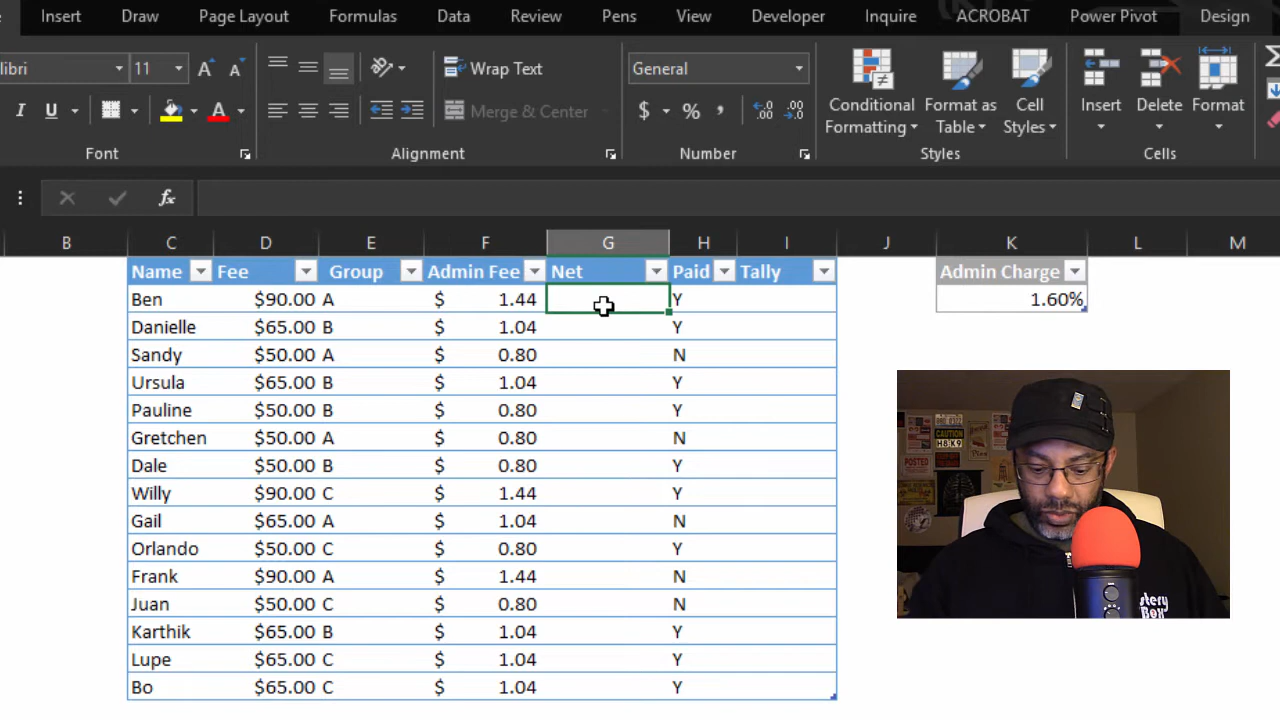 Insert Draw Page Layout Formulas Data Review Pens View Developer Inquire ACROBAT Power Pivot Design
libri 11 A A Wrap Text General
I U A Merge & Center $ % , .00 .00
Conditional Formatting Format as Table Cell Styles Insert Delete Format
Font Alignment Number Styles Cells
fx
B C D E F G H I J K L M
Name Fee Group Admin Fee Net Paid Tally Admin Charge
Ben $90.00 A $ 1.44 Y 1.60%
Danielle $65.00 B $ 1.04 Y
Sandy $50.00 A $ 0.80 N
Ursula $65.00 B $ 1.04 Y
Pauline $50.00 B $ 0.80 Y
Gretchen $50.00 A $ 0.80 N
Dale $50.00 B $ 0.80 Y
Willy $90.00 C $ 1.44 Y
Gail $65.00 A $ 1.04 N
Orlando $50.00 C $ 0.80 Y
Frank $90.00 A $ 1.44 N
Juan $50.00 C $ 0.80 N
Karthik $65.00 B $ 1.04 Y
Lupe $65.00 C $ 1.04 Y
Bo $65.00 C $ 1.04 Y
CAUTION
stery
Box